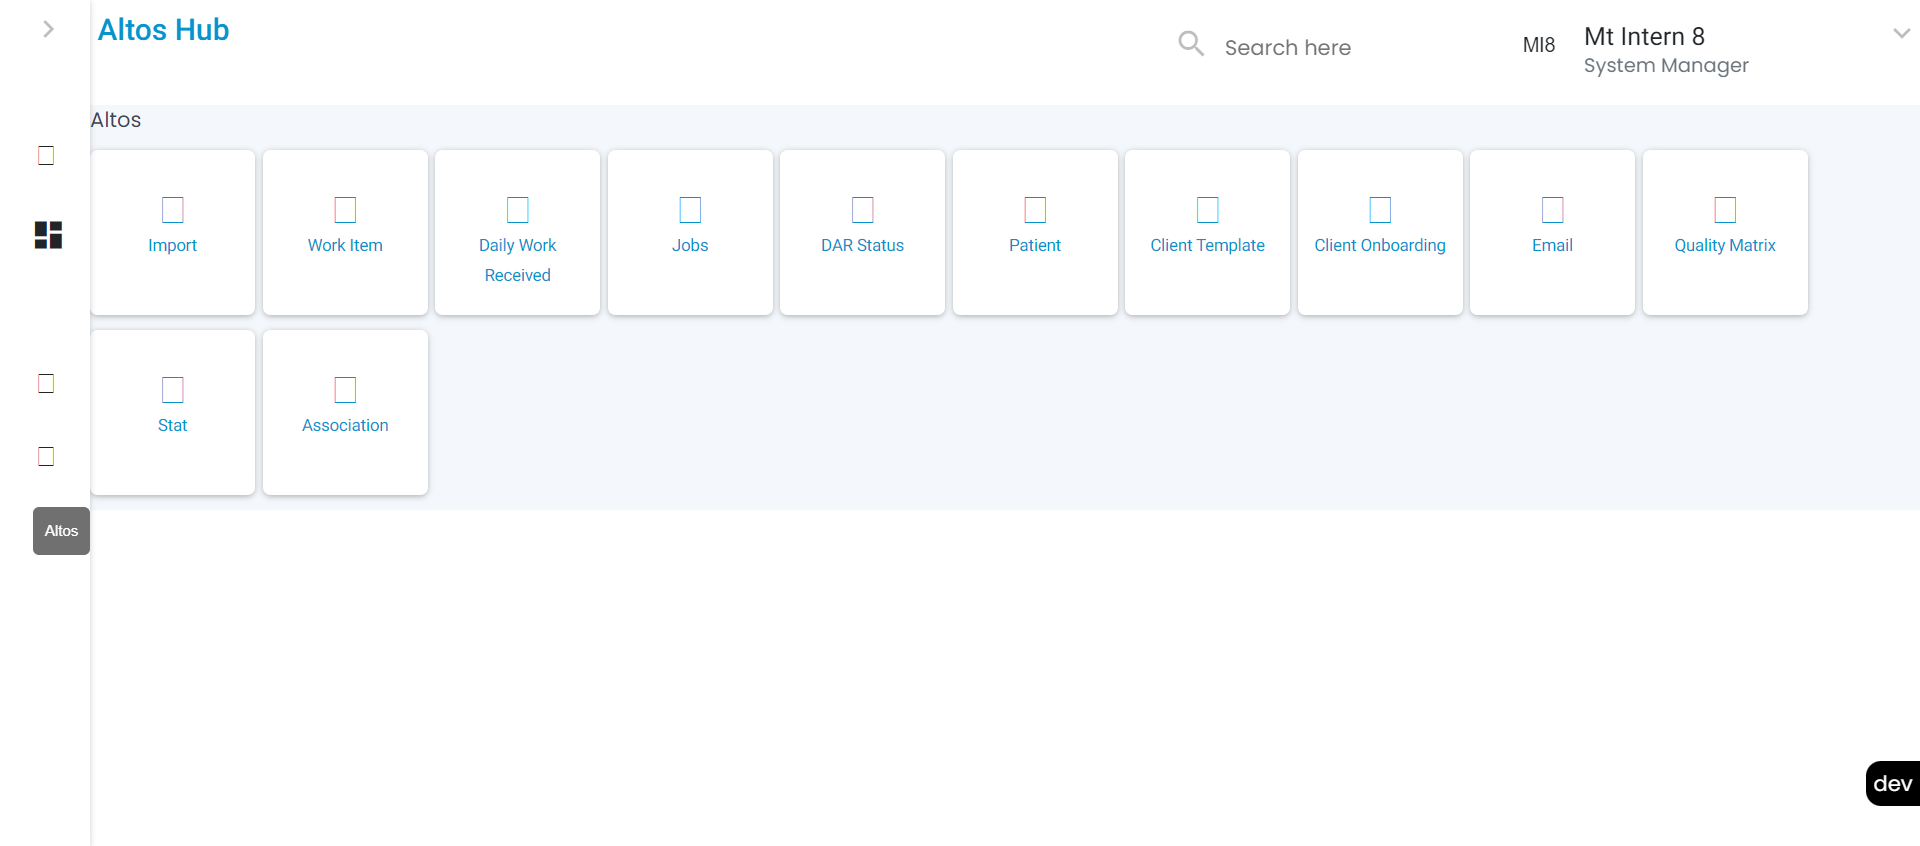 Altos Hub
Search here
MI8
Mt Intern 8
System Manager
Altos
Import
Work Item
Daily Work
Received
Jobs
DAR Status
Patient
Client Template
Client Onboarding
Email
Quality Matrix
Stat
Association
Altos
dev